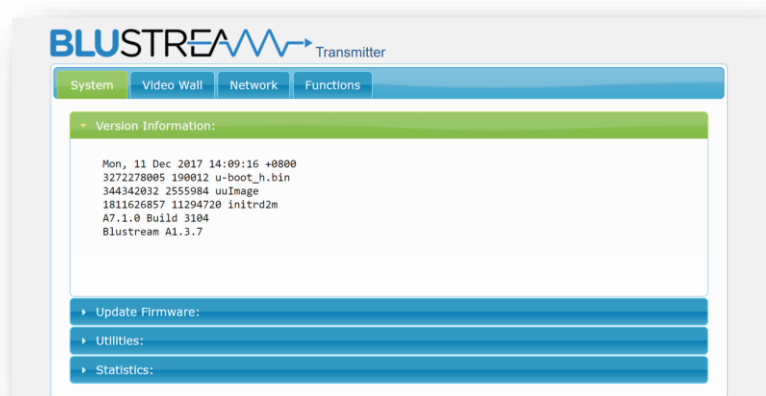 BLUSTREAM Transmitter
System Video Wall Network Functions
Version Information:
Mon, 11 Dec 2017 14:09:16 +0800
3272278005 190012 u-boot_h.bin
344342032 2555984 uuImage
1811626857 11294720 initrd2m
A7.1.0 Build 3104
Blustream A1.3.7
Update Firmware:
Utilities:
Statistics: